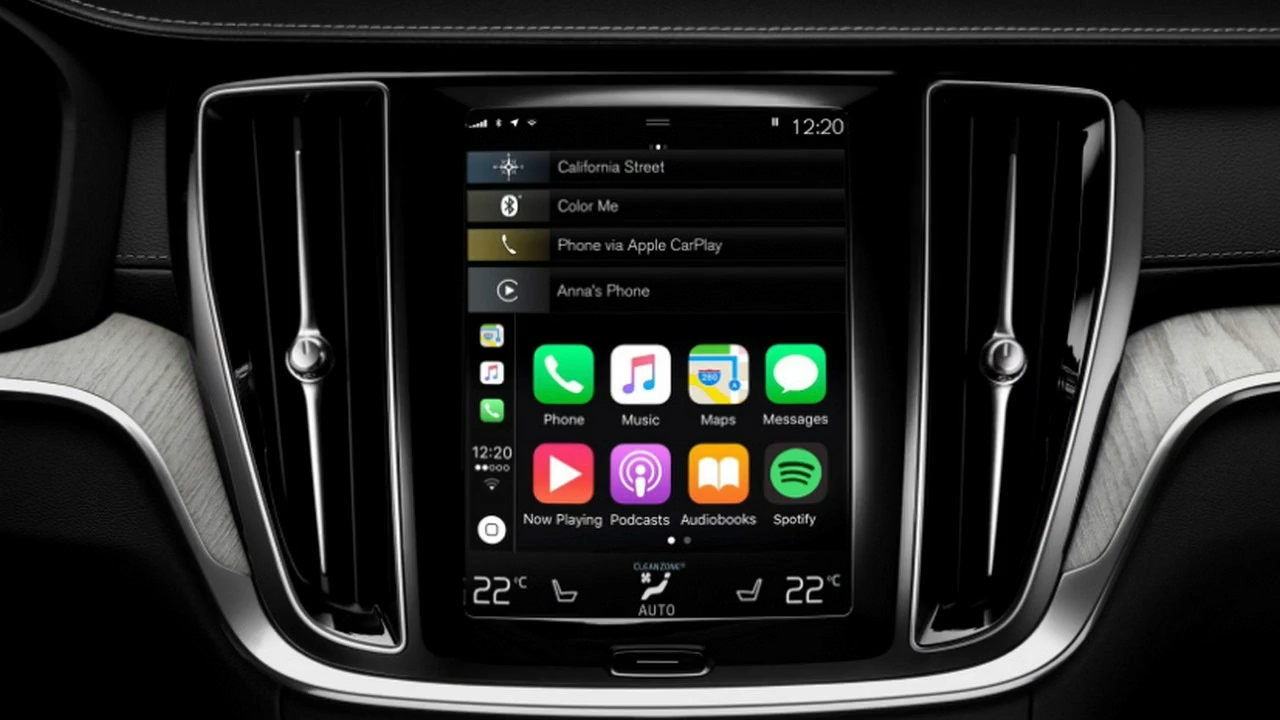 12:20
California Street
Color Me
Phone via Apple CarPlay
Anna's Phone
280
Phone Music Maps Messages
12:20
Now Playing Podcasts Audiobooks Spotify
CLEANZONE®
22°C 22°C
AUTO